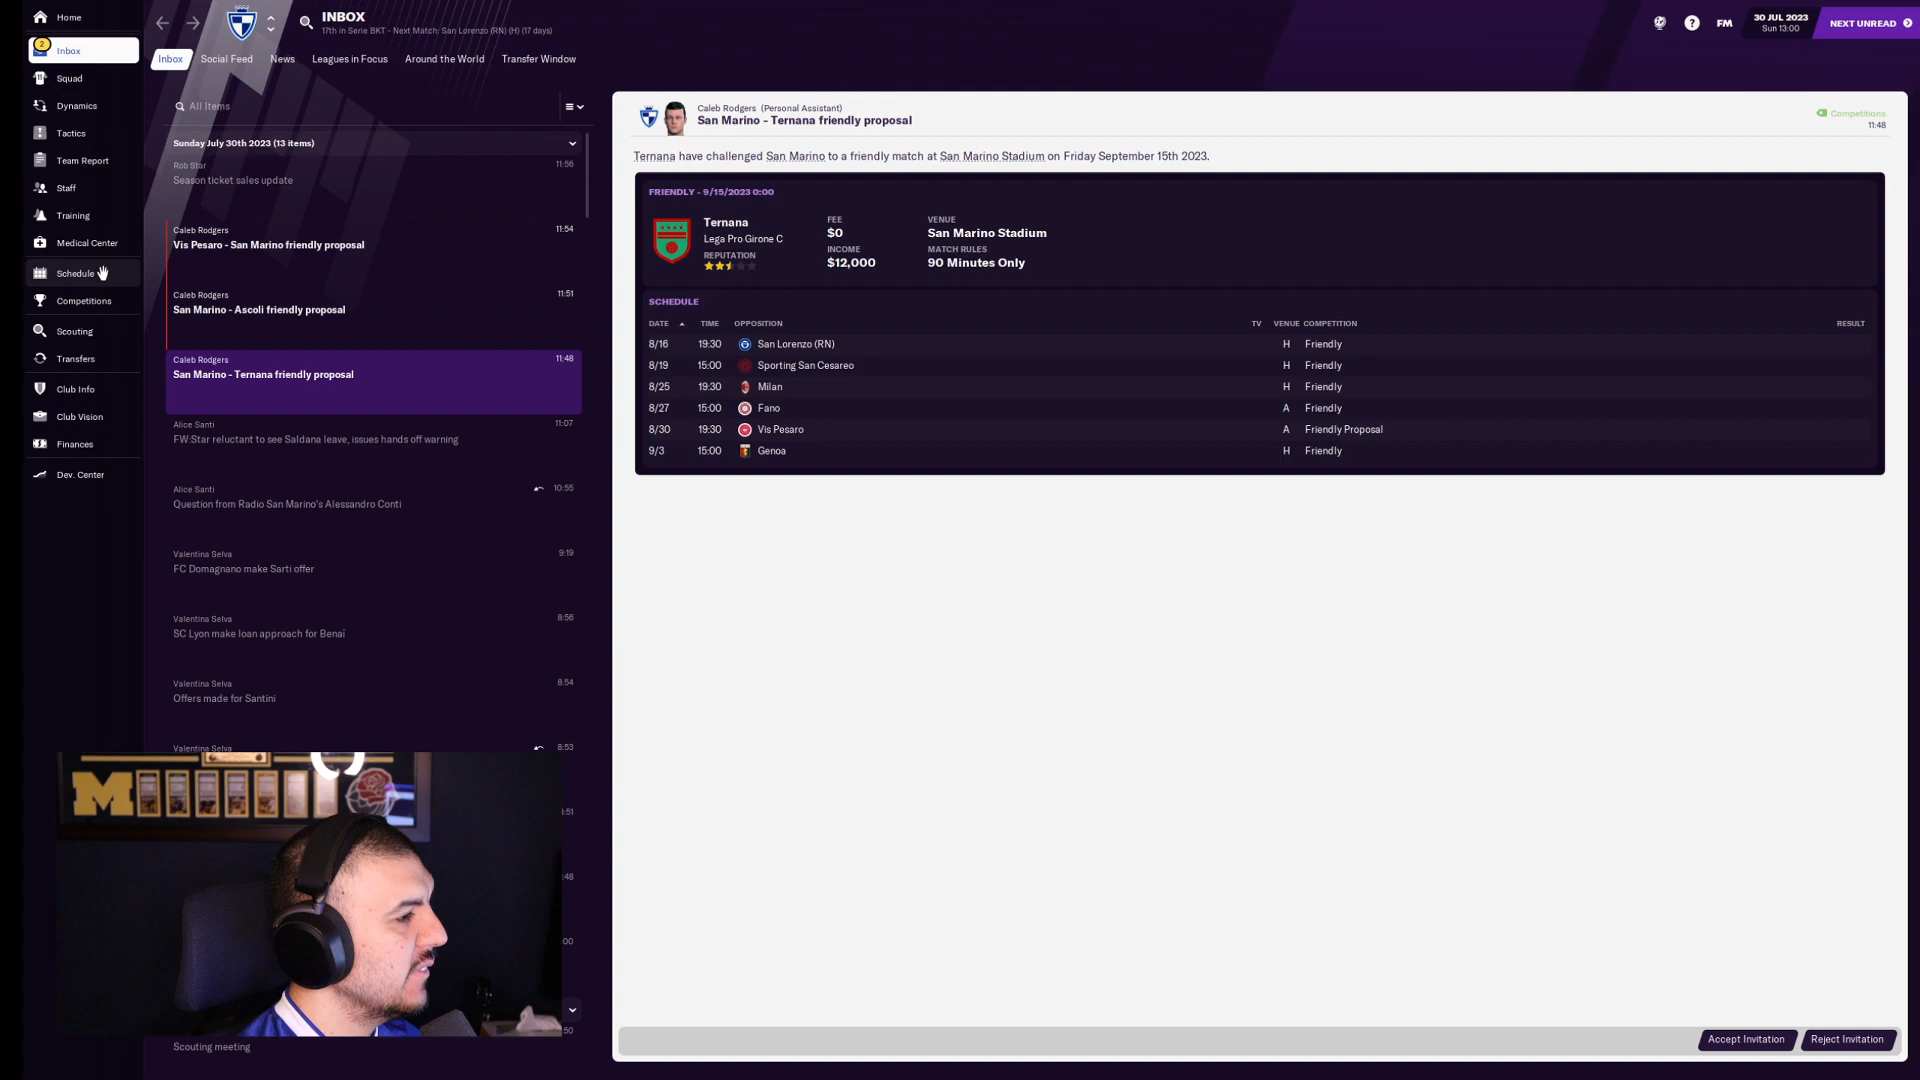 Home
2
Inbox
Squad
Dynamics
Tactics
Team Report
Staff
Training
Medical Center
Schedule
Competitions
Scouting
Transfers
Club Info
Club Vision
Finances
Dev. Center
INBOX
17th in Serie BKT - Next Match: San Lorenzo (RN) (H) (17 days)
? FM
30 JUL 2023
Sun 13:00
NEXT UNREAD
Inbox Social Feed News Leagues in Focus Around the World Transfer Window
All Items
Sunday July 30th 2023 (13 items)
Rob Star 11:56
Season ticket sales update
Caleb Rodgers 11:54
Vis Pesaro - San Marino friendly proposal
Caleb Rodgers 11:51
San Marino - Ascoli friendly proposal
Caleb Rodgers 11:48
San Marino - Ternana friendly proposal
Alice Santi 11:07
FW:Star reluctant to see Saldana leave, issues hands off warning
Alice Santi 10:55
Question from Radio San Marino's Alessandro Conti
Valentina Selva 9:19
FC Domagnano make Sarti offer
Valentina Selva 8:56
SC Lyon make loan approach for Benaï
Valentina Selva 8:54
Offers made for Santini
Valentina Selva 8:53
:51
:48
:00
:50
Scouting meeting
M
Caleb Rodgers (Personal Assistant)
San Marino - Ternana friendly proposal
Competitions
11:48
Ternana have challenged San Marino to a friendly match at San Marino Stadium on Friday September 15th 2023.
FRIENDLY - 9/15/2023 0:00
Ternana
Lega Pro Girone C
REPUTATION
FEE
$0
INCOME
$12,000
VENUE
San Marino Stadium
MATCH RULES
90 Minutes Only
SCHEDULE
DATE TIME OPPOSITION TV VENUE COMPETITION RESULT
8/16 19:30 San Lorenzo (RN) H Friendly
8/19 15:00 Sporting San Cesareo H Friendly
8/25 19:30 Milan H Friendly
8/27 15:00 Fano A Friendly
8/30 19:30 Vis Pesaro A Friendly Proposal
9/3 15:00 Genoa H Friendly
Accept Invitation Reject Invitation